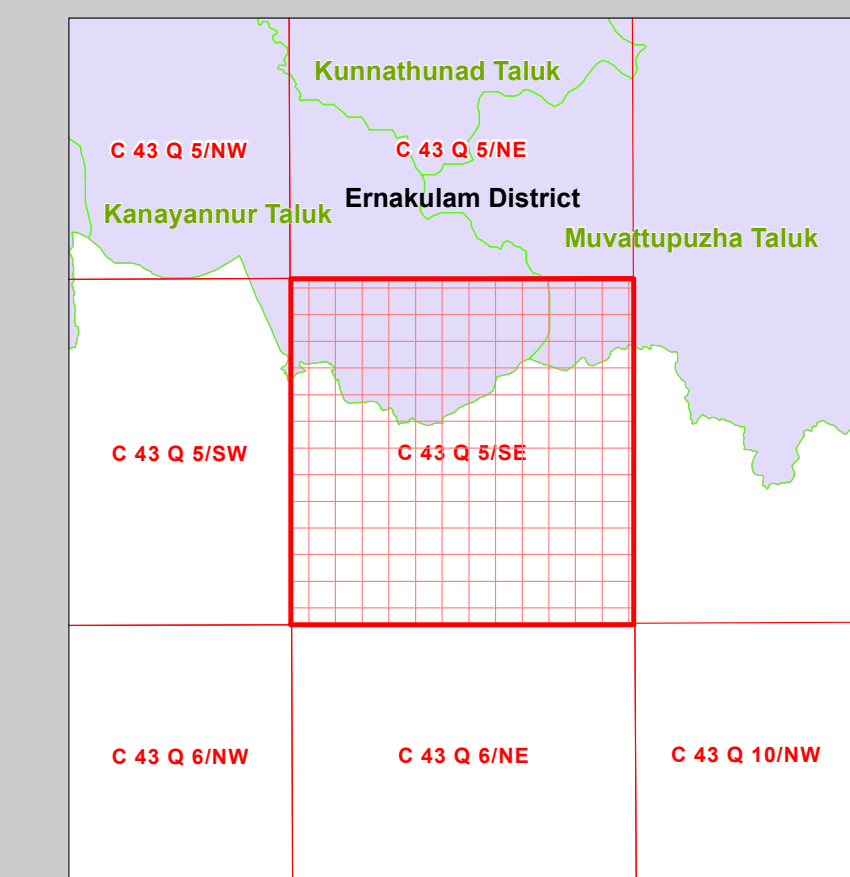 Kunnathunad Taluk
C 43 Q 5/NW
C 43 Q 5/NE
Ernakulam District
Kanayannur Taluk
Muvattupuzha Taluk
C 43 Q 5/SW
C 43 Q 5/SE
C 43 Q 6/NW
C 43 Q 6/NE
C 43 Q 10/NW